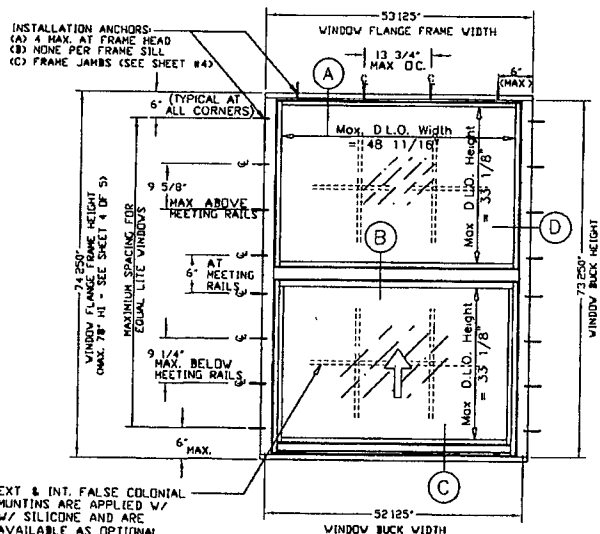 53.125"
WINDOW FLANGE FRAME WIDTH
INSTALLATION ANCHORS:
(A) 4 MAX. AT FRAME HEAD
(B) NONE PER FRAME SILL
(C) FRAME JAMBS (SEE SHEET #4)
13 3/4"
MAX O.C.
6"
(MAX)
A
6" (TYPICAL AT
ALL CORNERS)
Max. D L.O. Width
= 48 11/16"
Max D L.O. Height
= 33 1/8"
9 5/8"
MAX ABOVE
MEETING RAILS
D
B
AT
6" MEETING
RAILS
74.250"
WINDOW FLANGE FRAME HEIGHT
(MAX. 78" HI - SEE SHEET 4 OF 5)
MAXIMUM SPACING FOR
EQUAL LITE WINDOWS
73.250"
WINDOW BUCK HEIGHT
9 1/4"
MAX. BELOW
MEETING RAILS
Max D.L.O. Height
= 33 1/8"
6"
MAX.
C
EXT & INT. FALSE COLONIAL
MUNTINS ARE APPLIED W/
W/ SILICONE AND ARE
AVAILABLE AS OPTIONAL
52.125"
WINDOW BUCK WIDTH